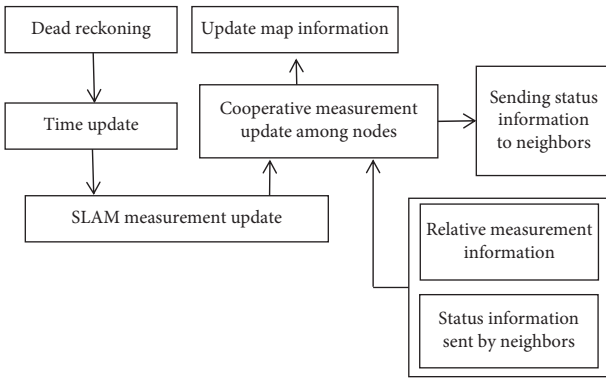 Dead reckoning
Update map information
Time update
Cooperative measurement
update among nodes
Sending status
information
to neighbors
SLAM measurement update
Relative measurement
information
Status information
sent by neighbors